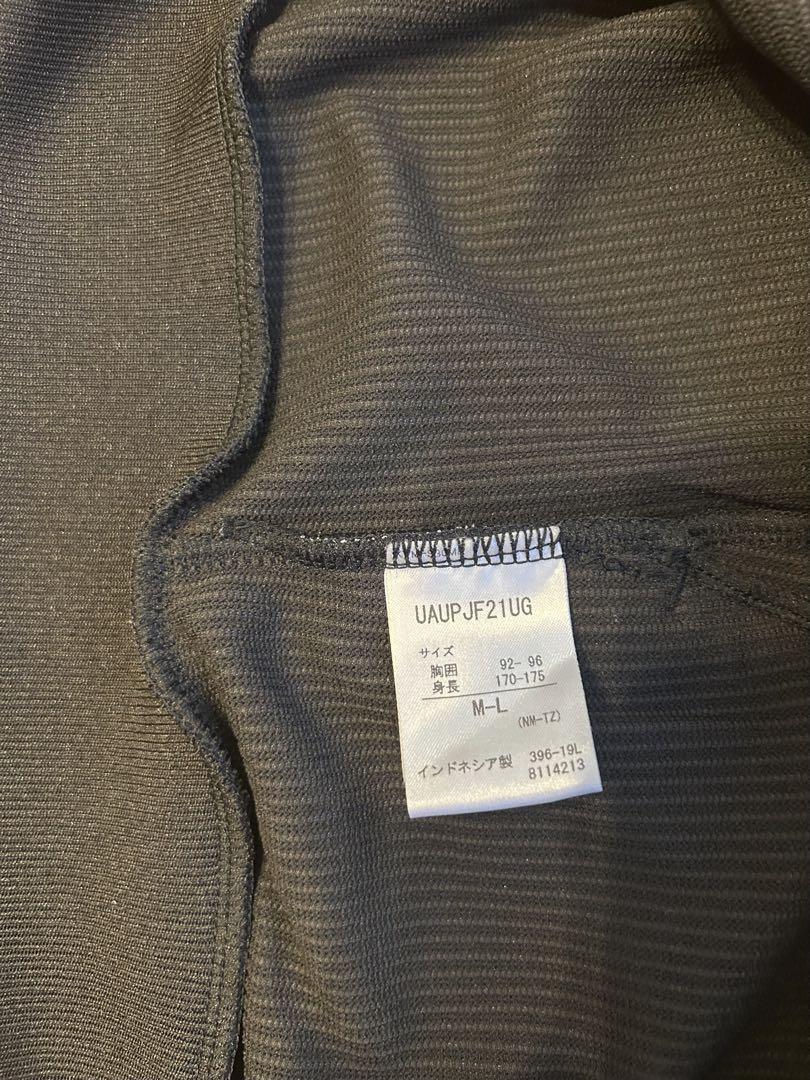 UAUPJF21UG
サイズ
胸囲 92- 96
身長 170-175
M-L
(NM-TZ)
インドネシア製 396-19L
8114213